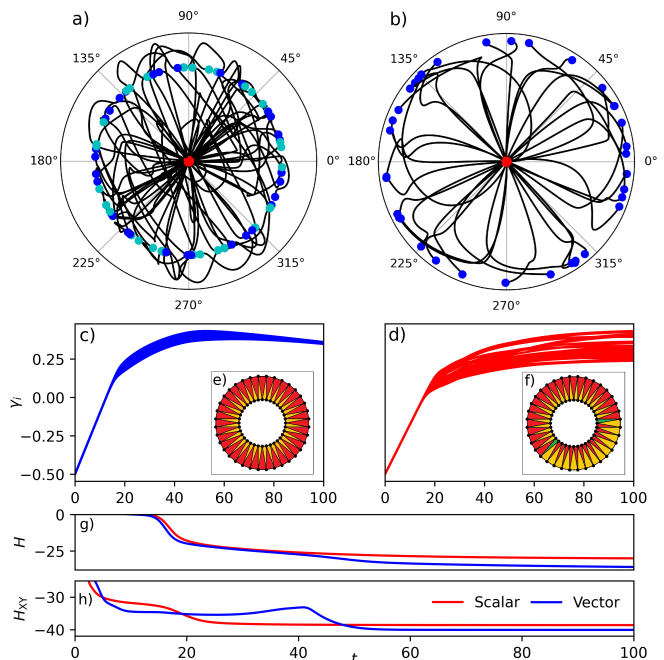 a) 90° b) 90°
135° 45° 135° 45°
180° 0° 180° 0°
225° 315° 225° 315°
270° 270°
c) d)
0.25
0.00
−0.25
−0.50
γi
e) f)
0 20 40 60 80 100 0 20 40 60 80 100
g)
0
−25
H
h)
−30
−40
HXY
Scalar Vector
0 20 40 60 80 100
t